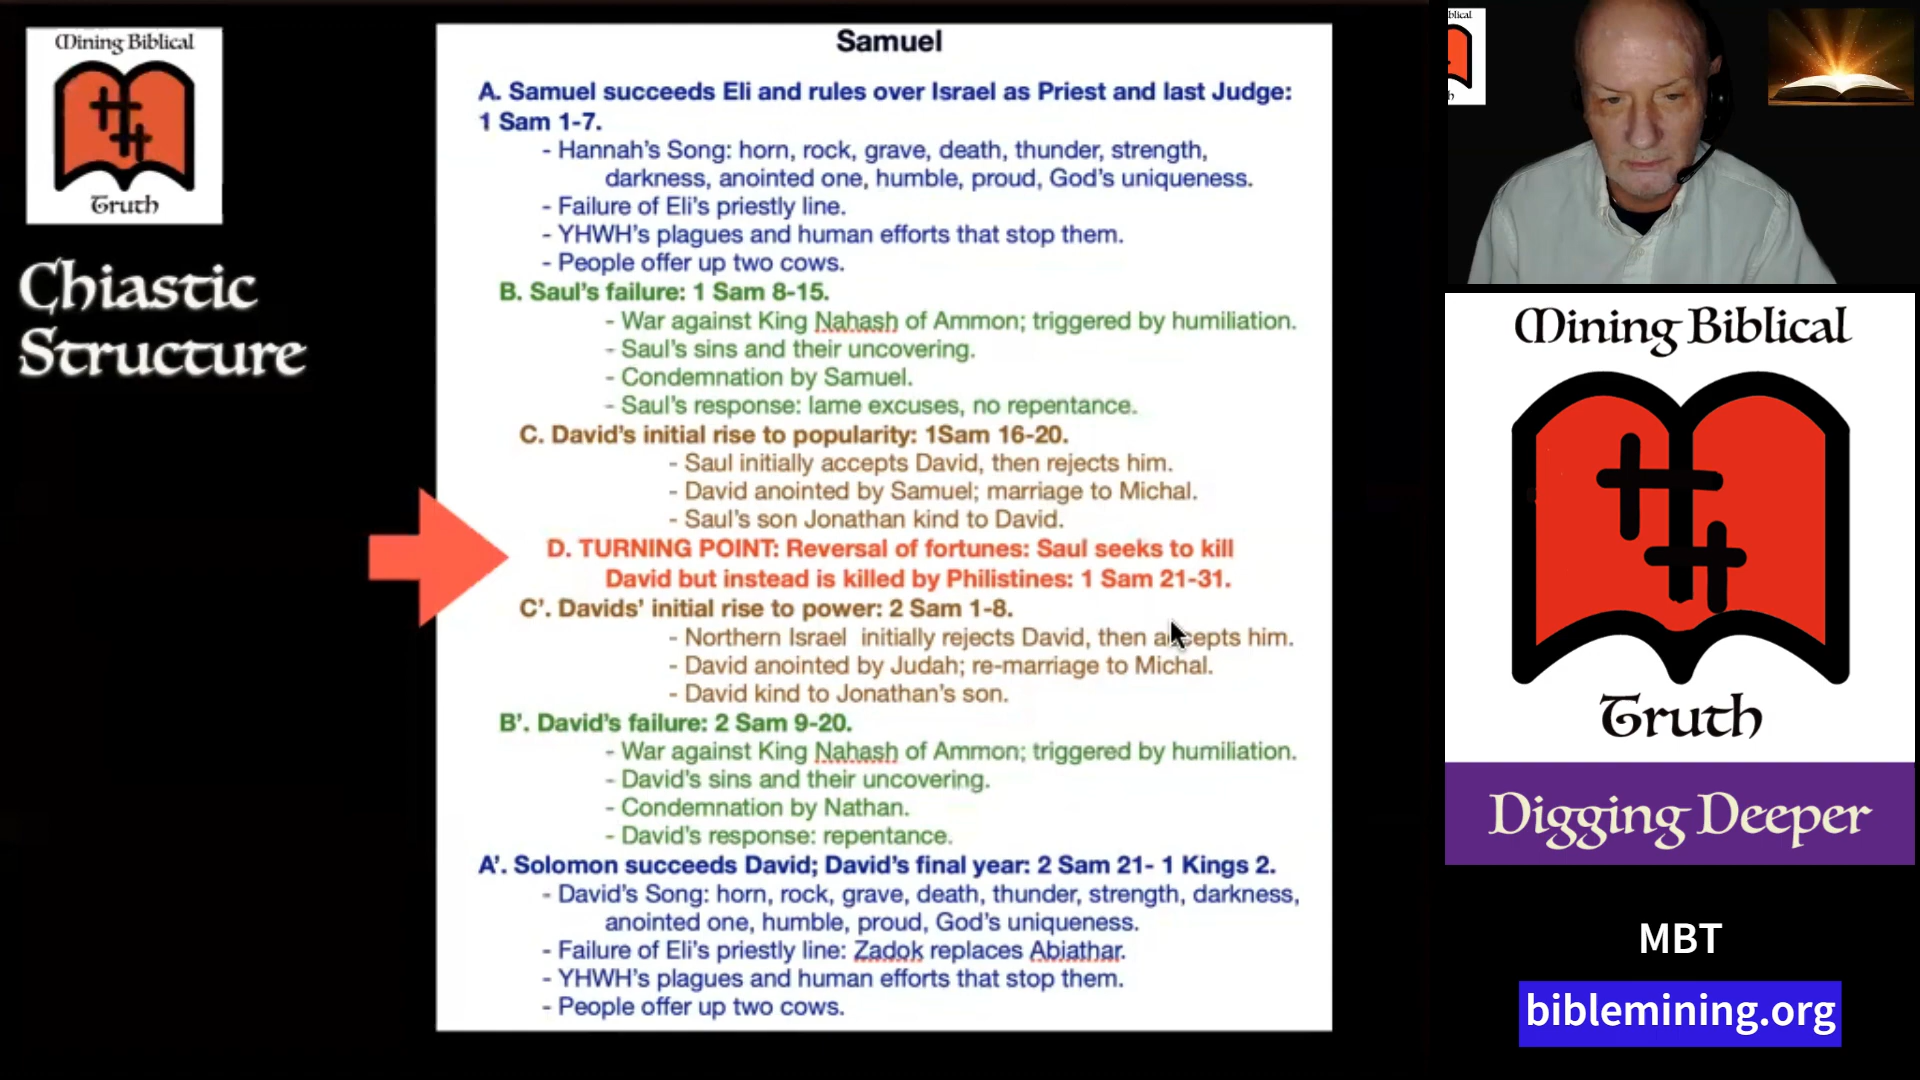 Mining Biblical
Truth
Chiastic
Structure
Samuel
A. Samuel succeeds Eli and rules over Israel as Priest and last Judge:
1 Sam 1-7.
- Hannah's Song: horn, rock, grave, death, thunder, strength,
darkness, anointed one, humble, proud, God's uniqueness.
- Failure of Eli's priestly line.
- YHWH's plagues and human efforts that stop them.
- People offer up two cows.
B. Saul's failure: 1 Sam 8-15.
- War against King Nahash of Ammon; triggered by humiliation.
- Saul's sins and their uncovering.
- Condemnation by Samuel.
- Saul's response: lame excuses, no repentance.
C. David's initial rise to popularity: 1Sam 16-20.
- Saul initially accepts David, then rejects him.
- David anointed by Samuel; marriage to Michal.
- Saul's son Jonathan kind to David.
D. TURNING POINT: Reversal of fortunes: Saul seeks to kill
David but instead is killed by Philistines: 1 Sam 21-31.
C'. Davids' initial rise to power: 2 Sam 1-8.
- Northern Israel  initially rejects David, then accepts him.
- David anointed by Judah; re-marriage to Michal.
- David kind to Jonathan's son.
B'. David's failure: 2 Sam 9-20.
- War against King Nahash of Ammon; triggered by humiliation.
- David's sins and their uncovering.
- Condemnation by Nathan.
- David's response: repentance.
A'. Solomon succeeds David; David's final year: 2 Sam 21- 1 Kings 2.
- David's Song: horn, rock, grave, death, thunder, strength, darkness,
anointed one, humble, proud, God's uniqueness.
- Failure of Eli's priestly line: Zadok replaces Abiathar.
- YHWH's plagues and human efforts that stop them.
- People offer up two cows.
blical
h
Mining Biblical
Truth
Digging Deeper
MBT
biblemining.org